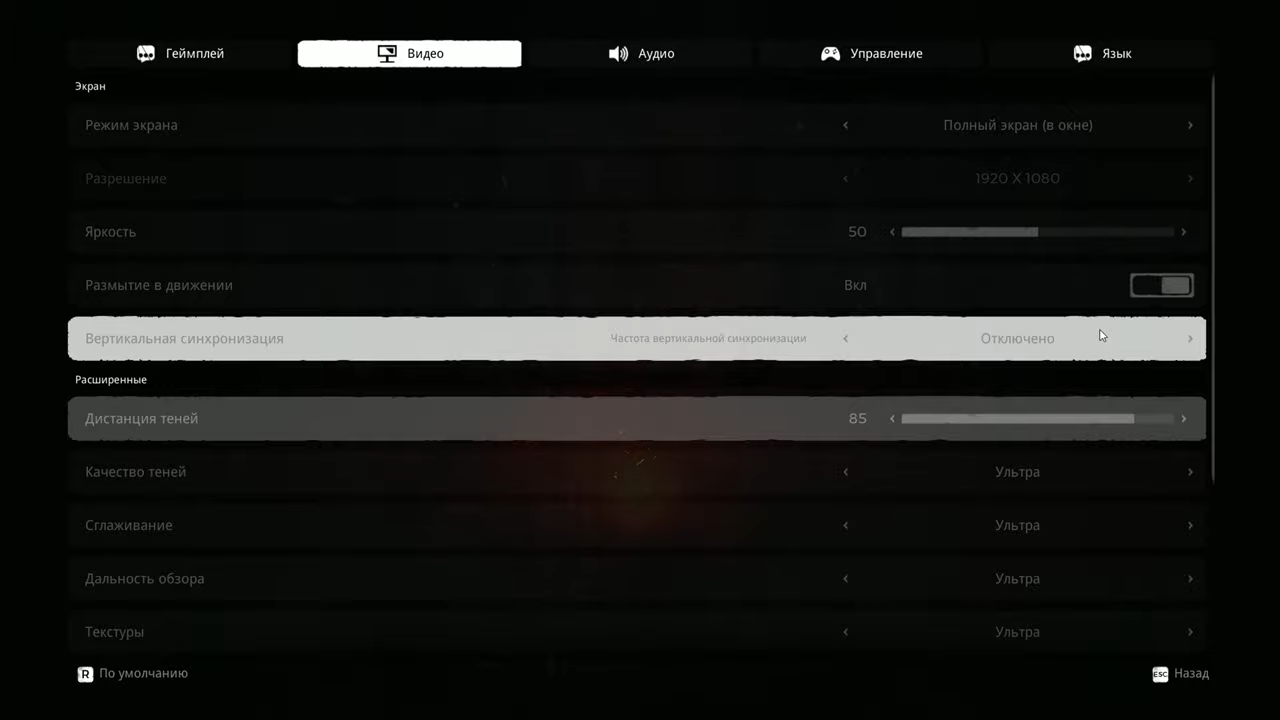 Геймплей Видео Аудио Управление Язык
Экран
Режим экрана Полный экран (в окне)
Разрешение 1920 X 1080
Яркость 50
Размытие в движении Вкл
Вертикальная синхронизация Частота вертикальной синхронизации Отключено
Расширенные
Дистанция теней 85
Качество теней Ультра
Сглаживание Ультра
Дальность обзора Ультра
Текстуры Ультра
R По умолчанию ESC Назад